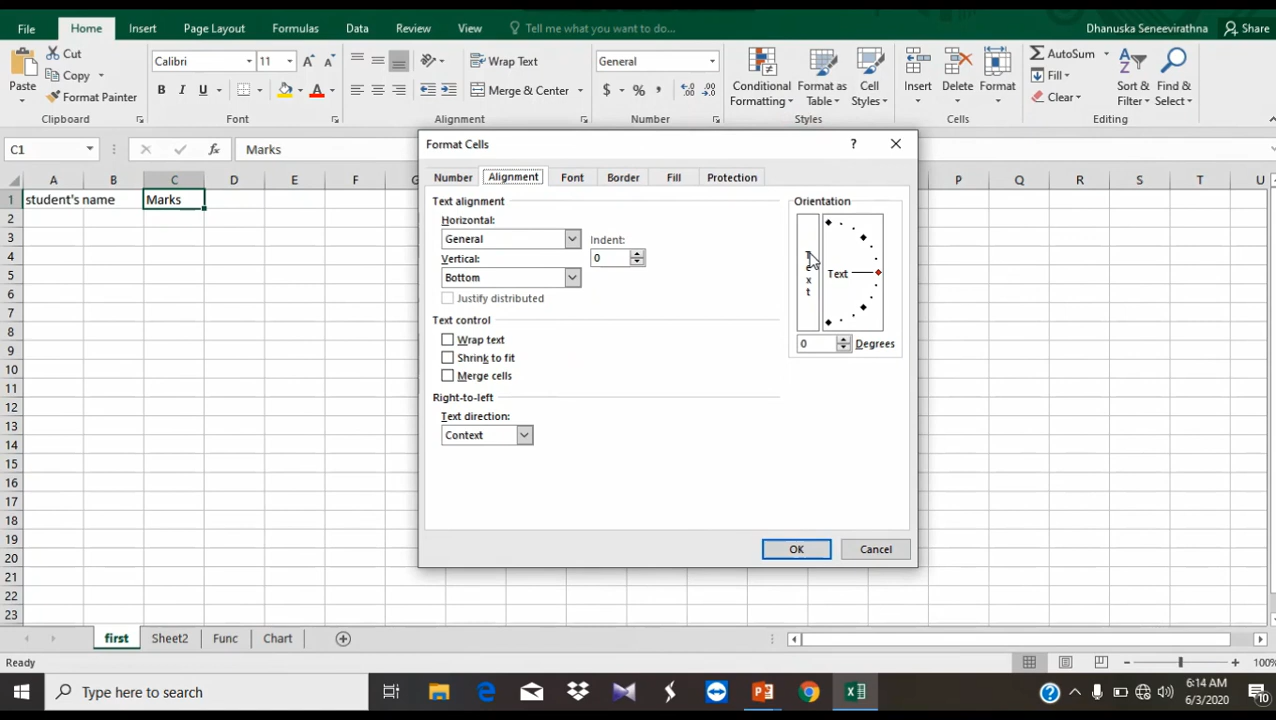 File Home Insert Page Layout Formulas Data Review View Tell me what you want to do... Dhanuska Seneevirathna Share
Paste Cut Copy Format Painter Clipboard
Calibri 11 B I U A Font
Wrap Text Merge & Center Alignment
General $ % , Number
Conditional Formatting Format as Table Cell Styles Styles
Insert Delete Format Cells
AutoSum Fill Clear Sort & Filter Find & Select Editing
C1 fx Marks
A B C D E F G P Q R S T U
1 student's name Marks
2
3
4
5
6
7
8
9
10
11
12
13
14
15
16
17
18
19
20
21
22
23
Format Cells ?
Number Alignment Font Border Fill Protection
Text alignment
Horizontal:
General
Indent:
0
Vertical:
Bottom
Justify distributed
Text control
Wrap text
Shrink to fit
Merge cells
Right-to-left
Text direction:
Context
Orientation
Text
Text
0 Degrees
OK Cancel
first Sheet2 Func Chart
Ready 100%
Type here to search
6:14 AM
6/3/2020
10